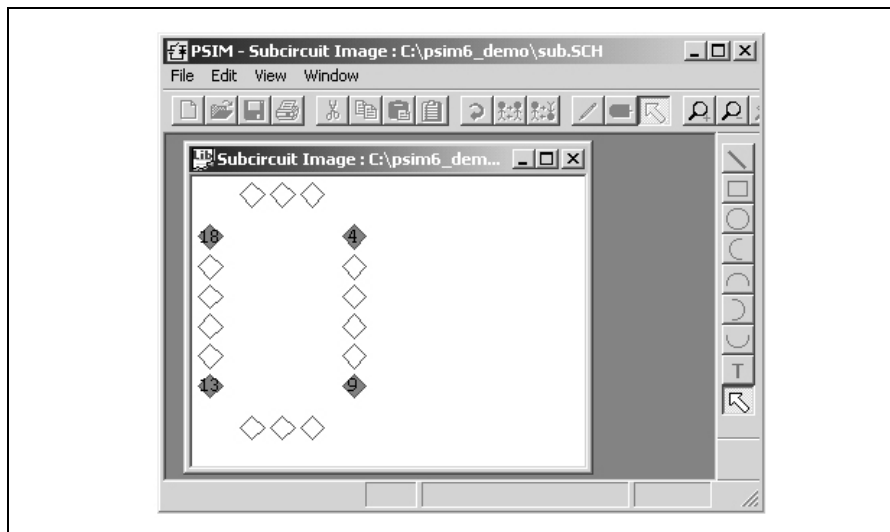 PSIM - Subcircuit Image : C:\psim6_demo\sub.SCH
File Edit View Window
Subcircuit Image : C:\psim6_dem...
18 4
13 9
T